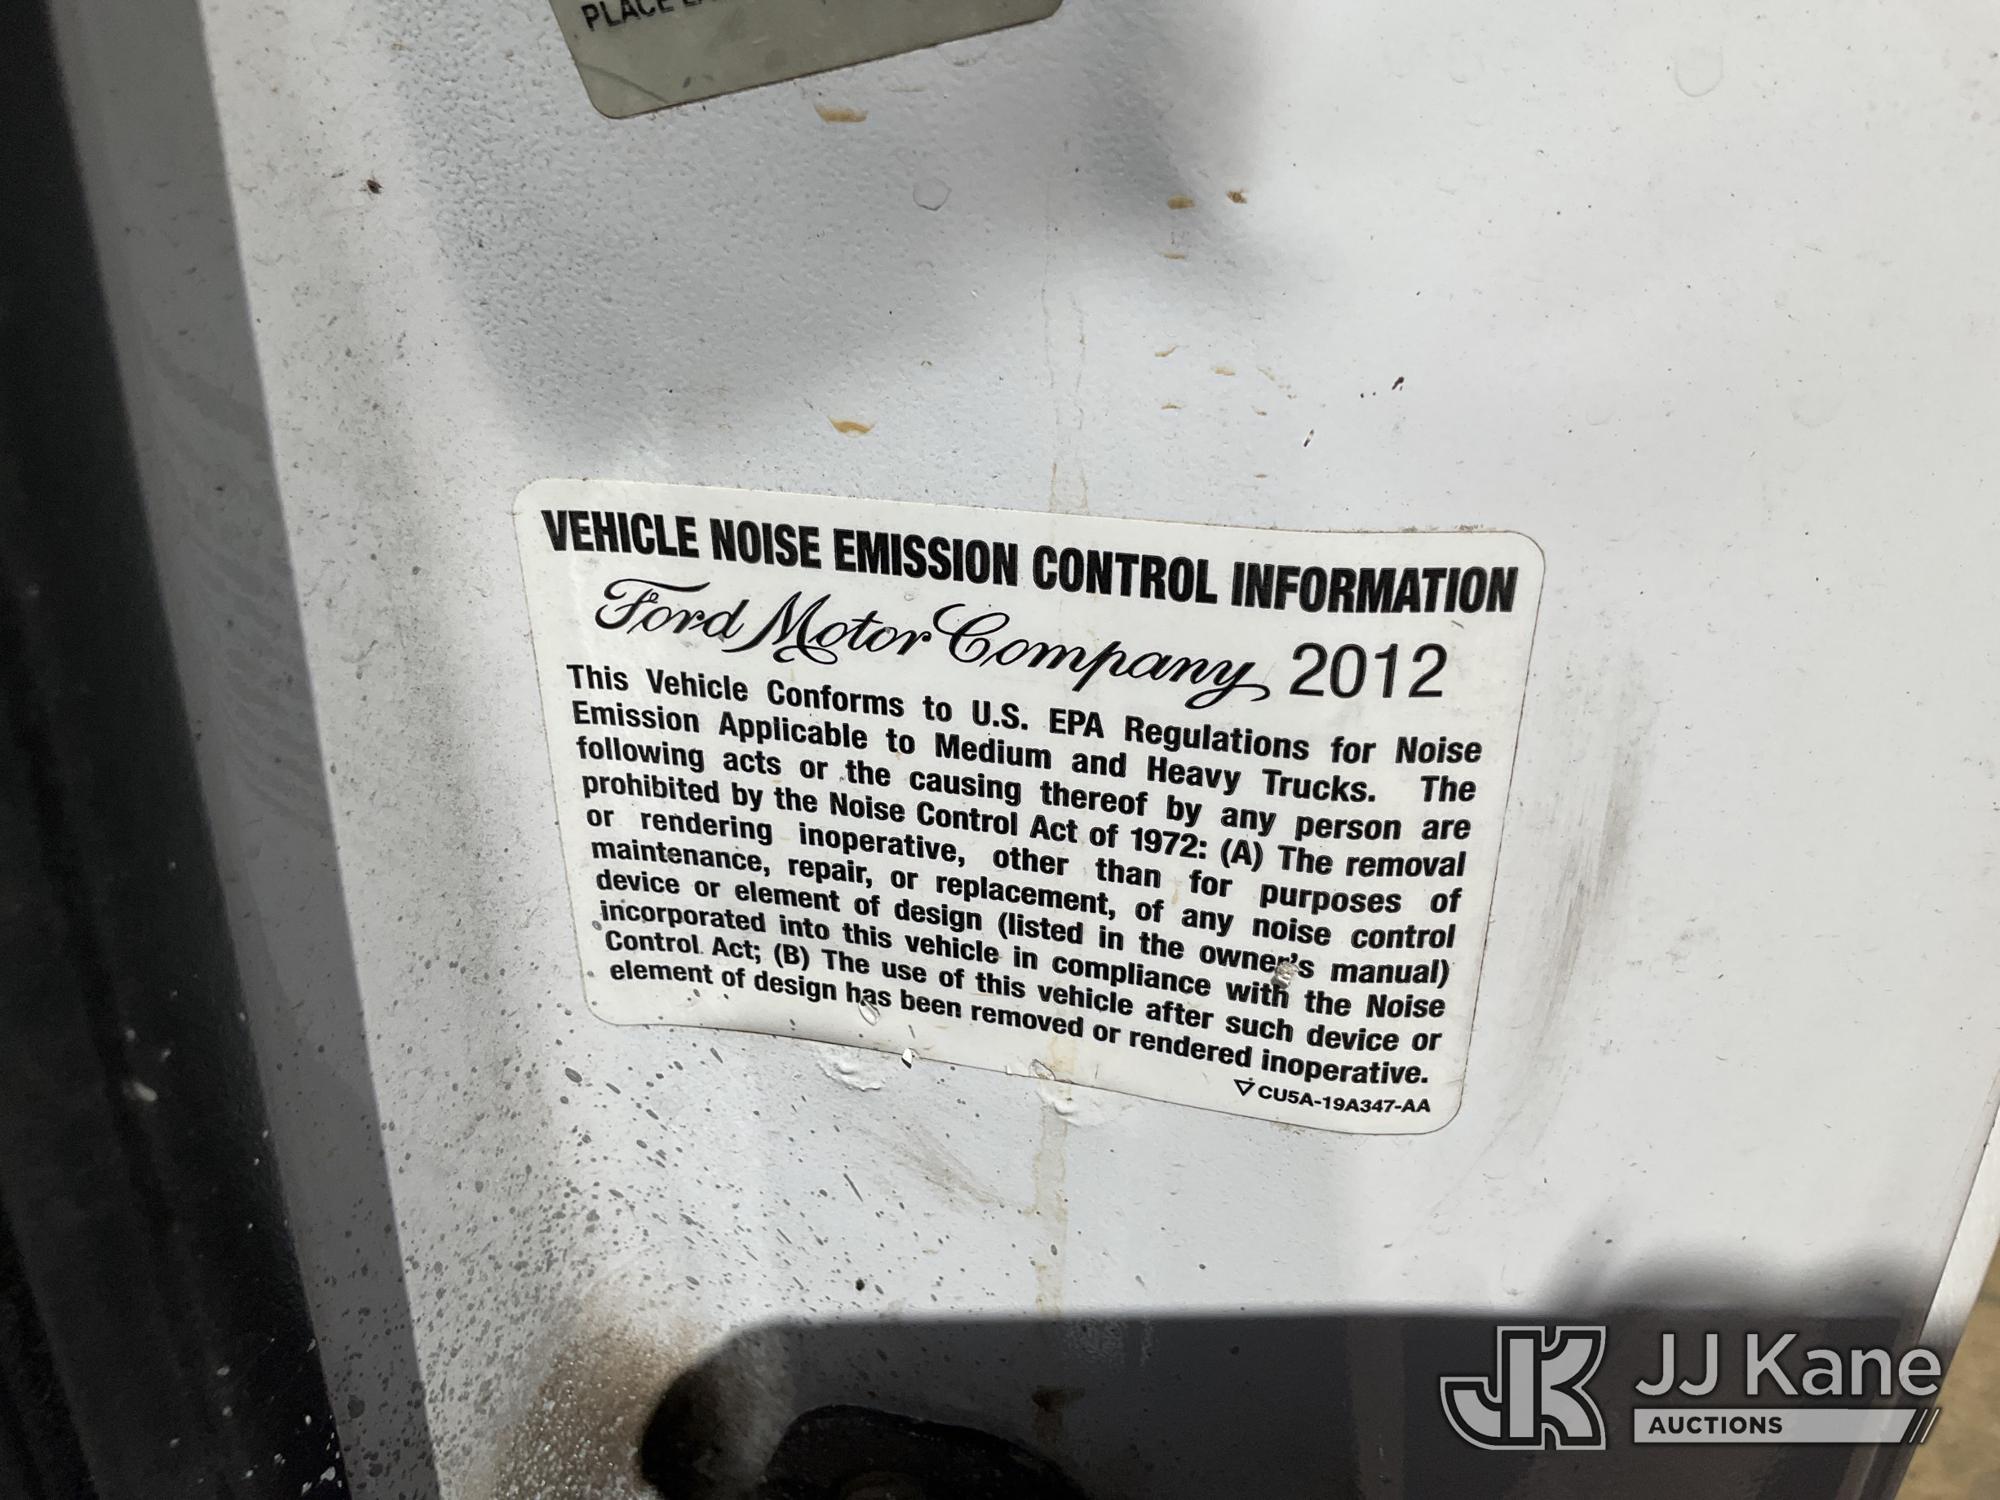 PLACE
VEHICLE NOISE EMISSION CONTROL INFORMATION
Ford Motor Company 2012
This Vehicle Conforms to U.S. EPA Regulations for Noise
Emission Applicable to Medium and Heavy Trucks. The
following acts or the causing thereof by any person are
prohibited by the Noise Control Act of 1972: (A) The removal
or rendering inoperative, other than for purposes of
maintenance, repair, or replacement, of any noise control
device or element of design (listed in the owner's manual)
incorporated into this vehicle in compliance with the Noise
Control Act; (B) The use of this vehicle after such device or
element of design has been removed or rendered inoperative.
CU5A-19A347-AA
JK
JJ Kane
AUCTIONS